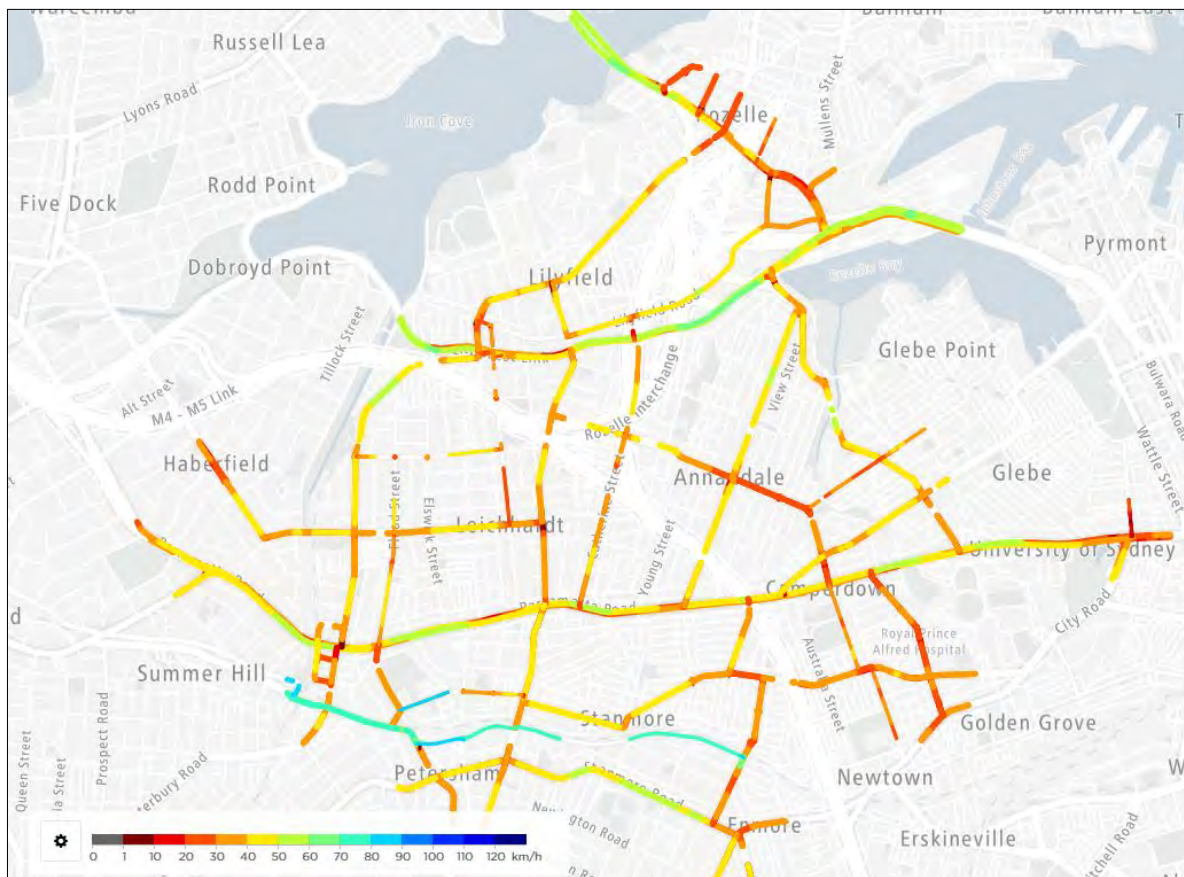 Russell Lea
Lyons Road
Iron Cove
Mullens Street
Rozelle
Five Dock
Rodd Point
Pyrmont
Dobroyd Point
Lilyfield
Lilyfield Road
Tillock Street
Glebe Point
View Street
Alt Street
M4 - M5 Link
Rozelle Interchange
Bulwara Road
Wattle Street
Haberfield
Annandale
Glebe
Elswick Street
Catherine Street
Leichhardt
Young Street
University of Sydney
Parramatta Road
Camperdown
City Road
Royal Prince
Alfred Hospital
Australia Street
Summer Hill
Stanmore
Golden Grove
Queen Street
Prospect Road
Petersham
Stanmore Road
Newtown
Enmore
Erskineville
0 1 10 20 30 40 50 60 70 80 90 100 110 120 km/h